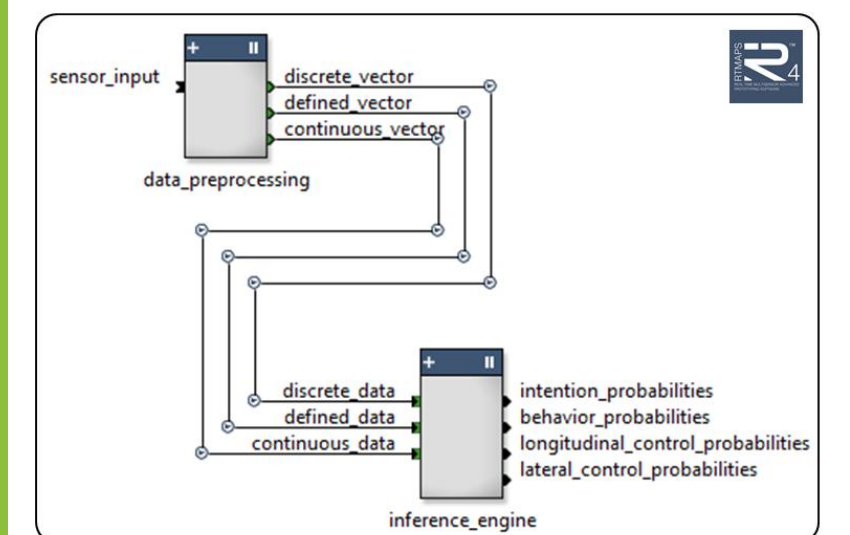 sensor_input
discrete_vector
defined_vector
continuous_vector
data_preprocessing
RTMAPS
4
discrete_data
defined_data
continuous_data
intention_probabilities
behavior_probabilities
longitudinal_control_probabilities
lateral_control_probabilities
inference_engine